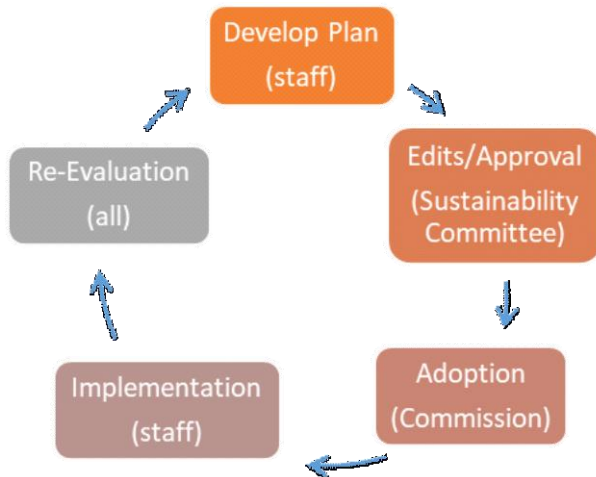 Develop Plan
(staff)
Edits/Approval
(Sustainability
Committee)
Adoption
(Commission)
Implementation
(staff)
Re-Evaluation
(all)